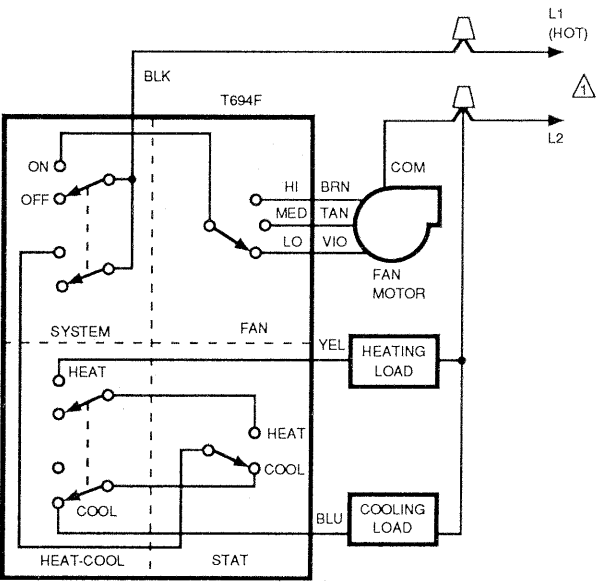 L1
(HOT)
BLK
1
T694F
L2
ON
OFF
COM
HI BRN
MED TAN
LO VIO
FAN
MOTOR
SYSTEM
FAN
YEL
HEATING
LOAD
HEAT
HEAT
COOL
COOL
BLU
COOLING
LOAD
HEAT-COOL
STAT